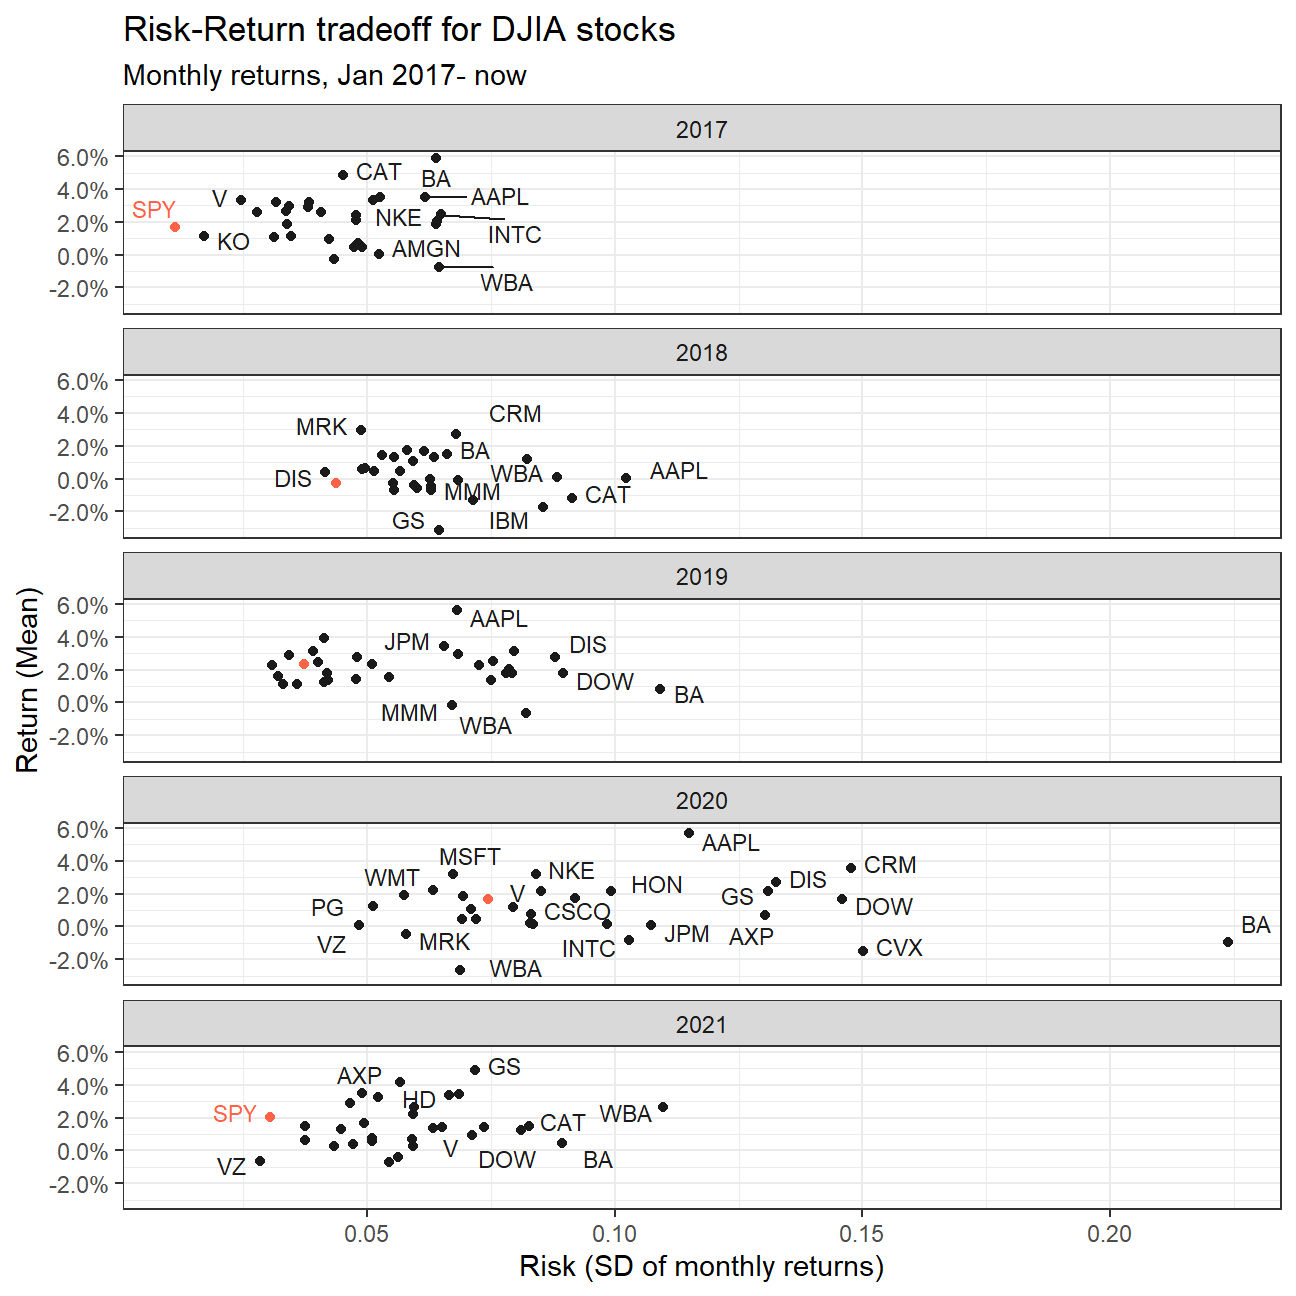 Risk-Return tradeoff for DJIA stocks
Monthly returns, Jan 2017- now
2017
6.0%
4.0%
2.0%
0.0%
-2.0%
CAT
BA
V
AAPL
SPY
NKE
INTC
KO
AMGN
WBA
2018
6.0%
4.0%
2.0%
0.0%
-2.0%
CRM
MRK
BA
WBA
AAPL
DIS
MMM
CAT
GS
IBM
2019
6.0%
4.0%
2.0%
0.0%
-2.0%
AAPL
JPM
DIS
DOW
BA
MMM
WBA
2020
6.0%
4.0%
2.0%
0.0%
-2.0%
AAPL
MSFT
NKE
CRM
WMT
DIS
HON
V
GS
PG
CSCO
DOW
BA
VZ
MRK
INTC
JPM
AXP
CVX
WBA
2021
6.0%
4.0%
2.0%
0.0%
-2.0%
GS
AXP
HD
SPY
WBA
CAT
V
DOW
BA
VZ
0.05
0.10
0.15
0.20
Risk (SD of monthly returns)
Return (Mean)